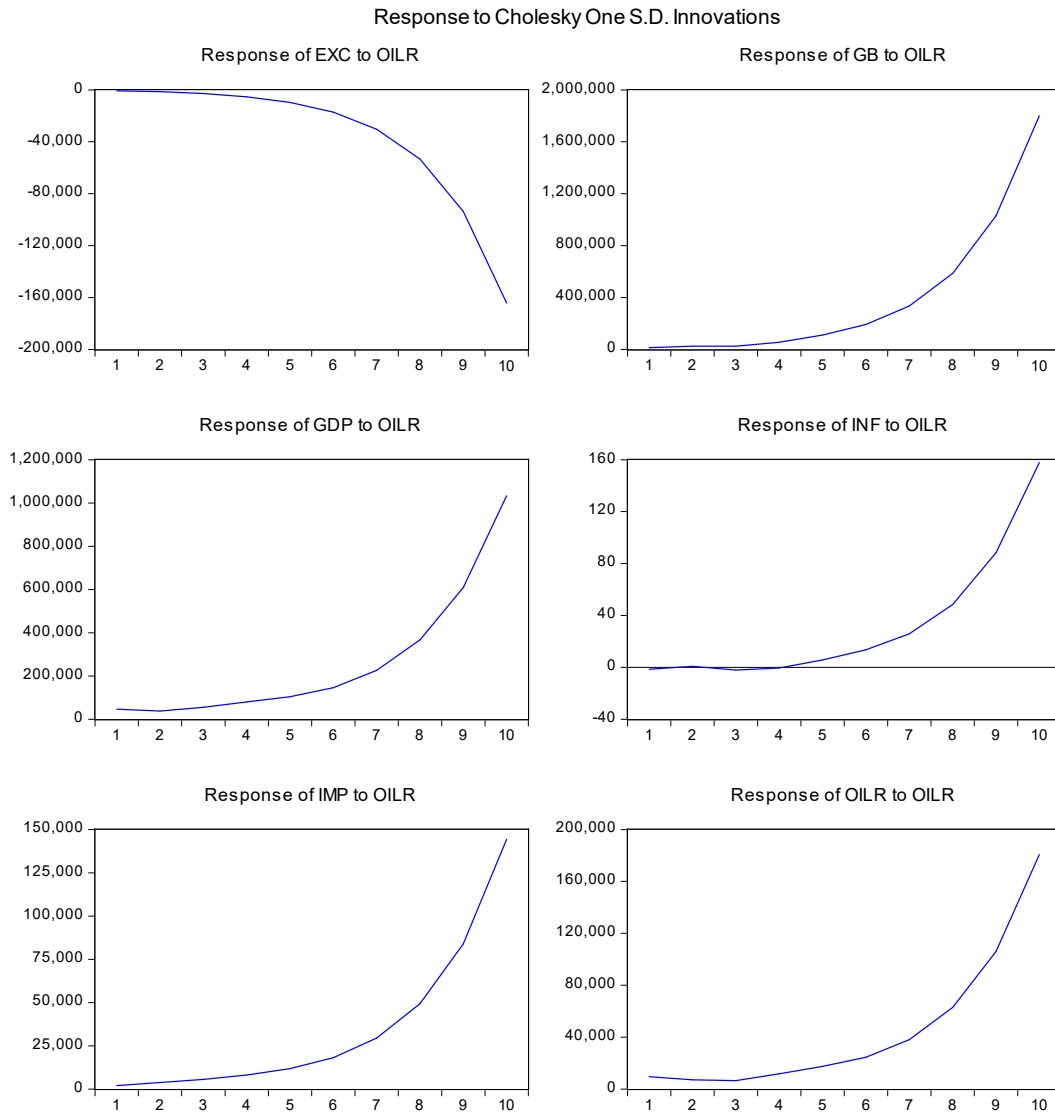 Response to Cholesky One S.D. Innovations
Response of EXC to OILR
0
-40,000
-80,000
-120,000
-160,000
-200,000
1 2 3 4 5 6 7 8 9 10
Response of GB to OILR
2,000,000
1,600,000
1,200,000
800,000
400,000
0
1 2 3 4 5 6 7 8 9 10
Response of GDP to OILR
1,200,000
1,000,000
800,000
600,000
400,000
200,000
0
1 2 3 4 5 6 7 8 9 10
Response of INF to OILR
160
120
80
40
0
-40
1 2 3 4 5 6 7 8 9 10
Response of IMP to OILR
150,000
125,000
100,000
75,000
50,000
25,000
0
1 2 3 4 5 6 7 8 9 10
Response of OILR to OILR
200,000
160,000
120,000
80,000
40,000
0
1 2 3 4 5 6 7 8 9 10